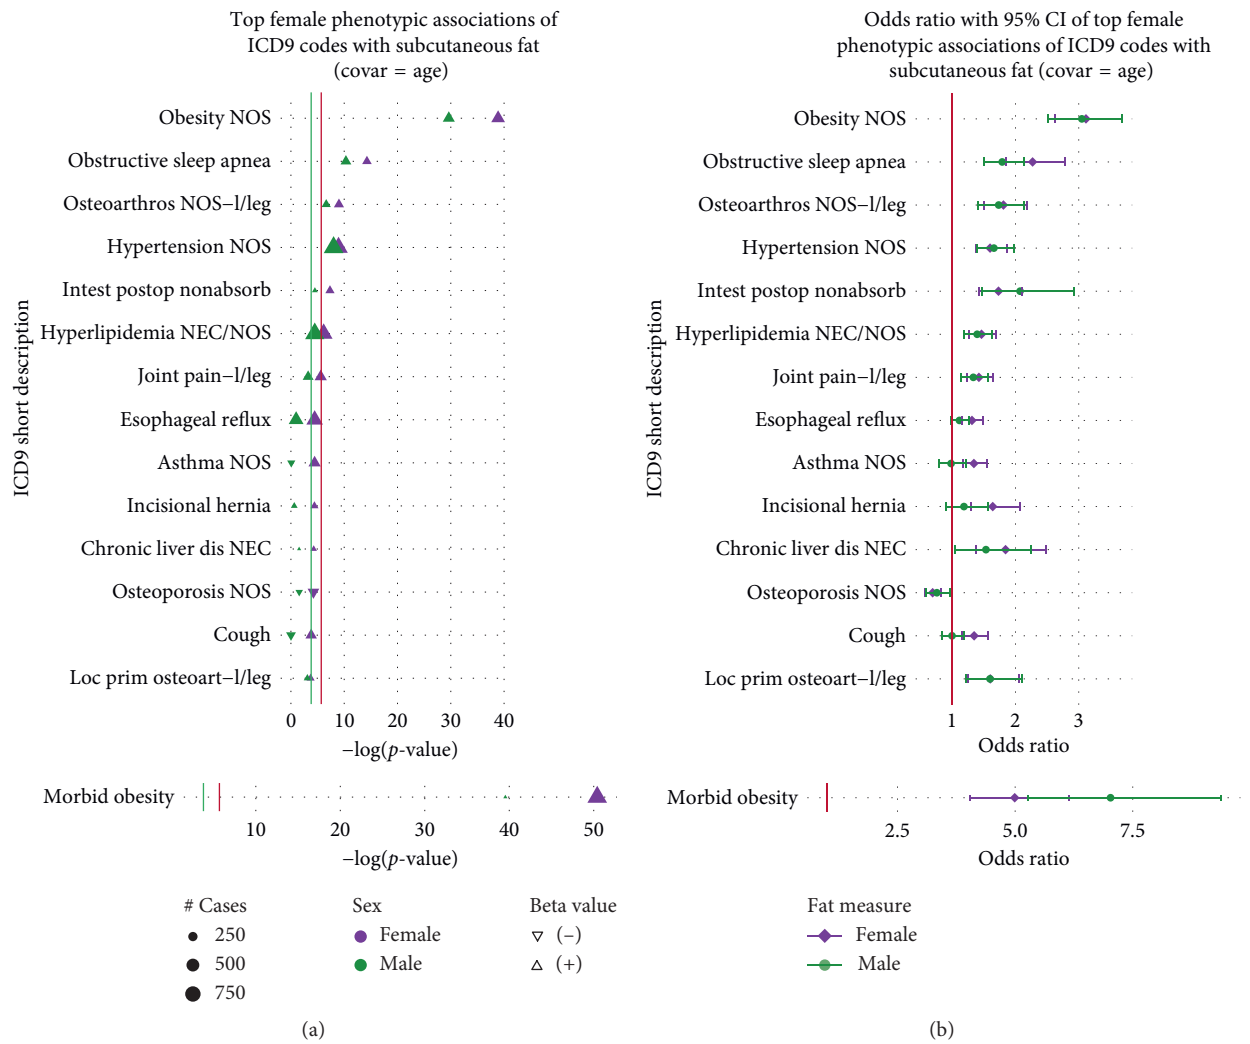 Top female phenotypic associations of
ICD9 codes with subcutaneous fat
(covar = age)
ICD9 short description
Obesity NOS
Obstructive sleep apnea
Osteoarthros NOS−l/leg
Hypertension NOS
Intest postop nonabsorb
Hyperlipidemia NEC/NOS
Joint pain−l/leg
Esophageal reflux
Asthma NOS
Incisional hernia
Chronic liver dis NEC
Osteoporosis NOS
Cough
Loc prim osteoart−l/leg
0 10 20 30 40
−log(p-value)
Morbid obesity
10 20 30 40 50
−log(p-value)
# Cases
250
500
750
Sex
Female
Male
Beta value
(−)
(+)
(a)
Odds ratio with 95% CI of top female
phenotypic associations of ICD9 codes with
subcutaneous fat (covar = age)
ICD9 short description
Obesity NOS
Obstructive sleep apnea
Osteoarthros NOS−l/leg
Hypertension NOS
Intest postop nonabsorb
Hyperlipidemia NEC/NOS
Joint pain−l/leg
Esophageal reflux
Asthma NOS
Incisional hernia
Chronic liver dis NEC
Osteoporosis NOS
Cough
Loc prim osteoart−l/leg
1 2 3
Odds ratio
Morbid obesity
2.5 5.0 7.5
Odds ratio
Fat measure
Female
Male
(b)